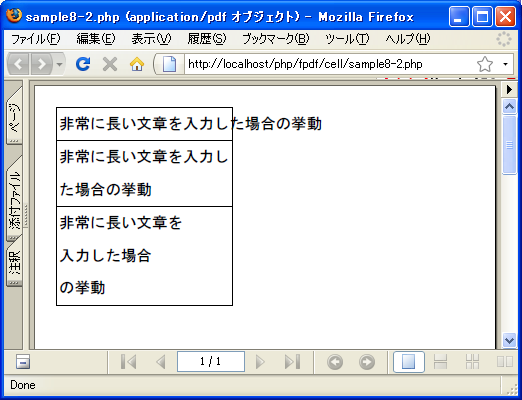 sample8-2.php (application/pdf オブジェクト) - Mozilla Firefox
ファイル(F) 編集(E) 表示(V) 履歴(S) ブックマーク(B) ツール(T) ヘルプ(H)
http://localhost/php/fpdf/cell/sample8-2.php
ページ
添付ファイル
注釈
非常に長い文章を入力した場合の挙動
非常に長い文章を入力し
た場合の挙動
非常に長い文章を
入力した場合
の挙動
1 / 1
Done